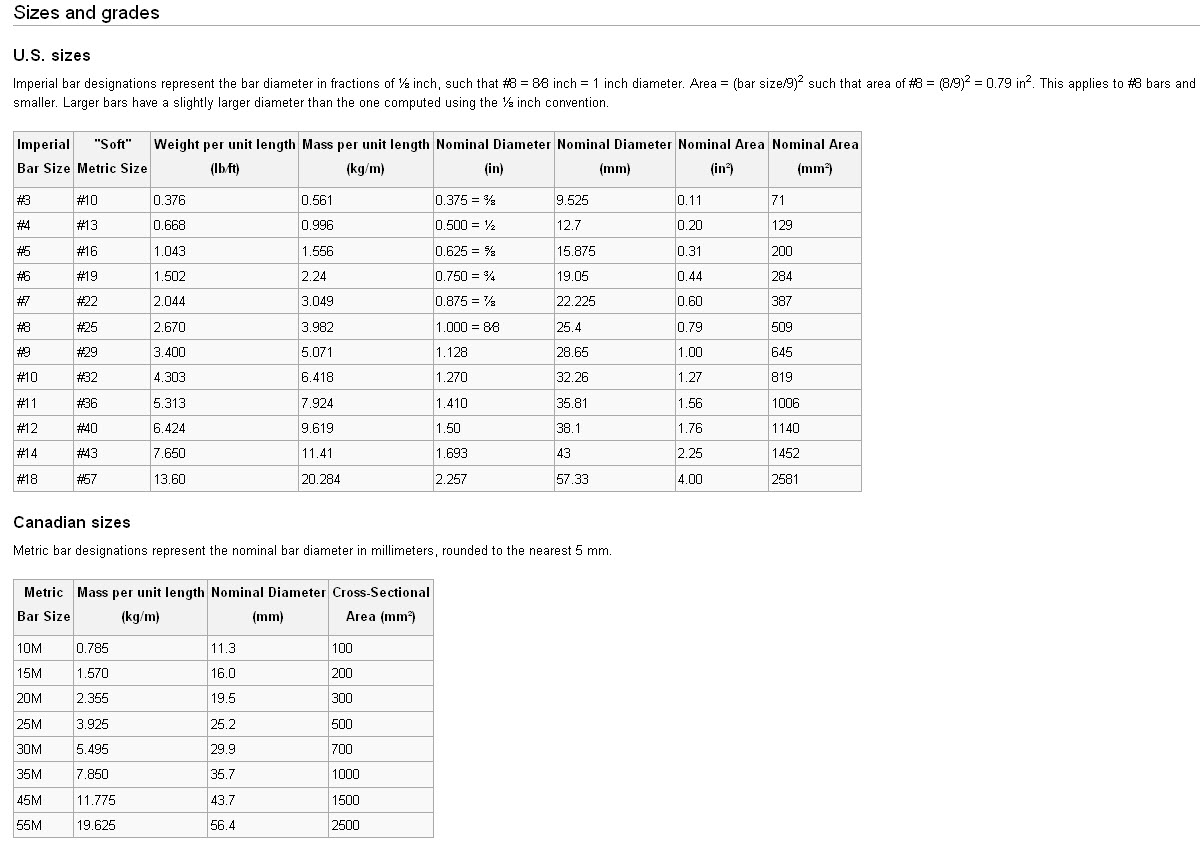 Sizes and grades
U.S. sizes
Imperial bar designations represent the bar diameter in fractions of ⅛ inch, such that #8 = 8⁄8 inch = 1 inch diameter. Area = (bar size/9)² such that area of #8 = (8/9)² = 0.79 in². This applies to #8 bars and
smaller. Larger bars have a slightly larger diameter than the one computed using the ⅛ inch convention.
Imperial "Soft" Weight per unit length Mass per unit length Nominal Diameter Nominal Diameter Nominal Area Nominal Area
Bar Size Metric Size (lb/ft) (kg/m) (in) (mm) (in²) (mm²)
#3 #10 0.376 0.561 0.375 = ⅜ 9.525 0.11 71
#4 #13 0.668 0.996 0.500 = ½ 12.7 0.20 129
#5 #16 1.043 1.556 0.625 = ⅝ 15.875 0.31 200
#6 #19 1.502 2.24 0.750 = ¾ 19.05 0.44 284
#7 #22 2.044 3.049 0.875 = ⅞ 22.225 0.60 387
#8 #25 2.670 3.982 1.000 = 8⁄8 25.4 0.79 509
#9 #29 3.400 5.071 1.128 28.65 1.00 645
#10 #32 4.303 6.418 1.270 32.26 1.27 819
#11 #36 5.313 7.924 1.410 35.81 1.56 1006
#12 #40 6.424 9.619 1.50 38.1 1.76 1140
#14 #43 7.650 11.41 1.693 43 2.25 1452
#18 #57 13.60 20.284 2.257 57.33 4.00 2581
Canadian sizes
Metric bar designations represent the nominal bar diameter in millimeters, rounded to the nearest 5 mm.
Metric Mass per unit length Nominal Diameter Cross-Sectional
Bar Size (kg/m) (mm) Area (mm²)
10M 0.785 11.3 100
15M 1.570 16.0 200
20M 2.355 19.5 300
25M 3.925 25.2 500
30M 5.495 29.9 700
35M 7.850 35.7 1000
45M 11.775 43.7 1500
55M 19.625 56.4 2500